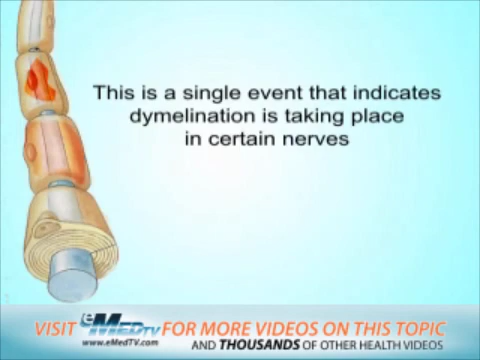 This is a single event that indicates
dymelination is taking place
in certain nerves
VISIT eMEDTV FOR MORE VIDEOS ON THIS TOPIC
www.eMedTV.com AND THOUSANDS OF OTHER HEALTH VIDEOS